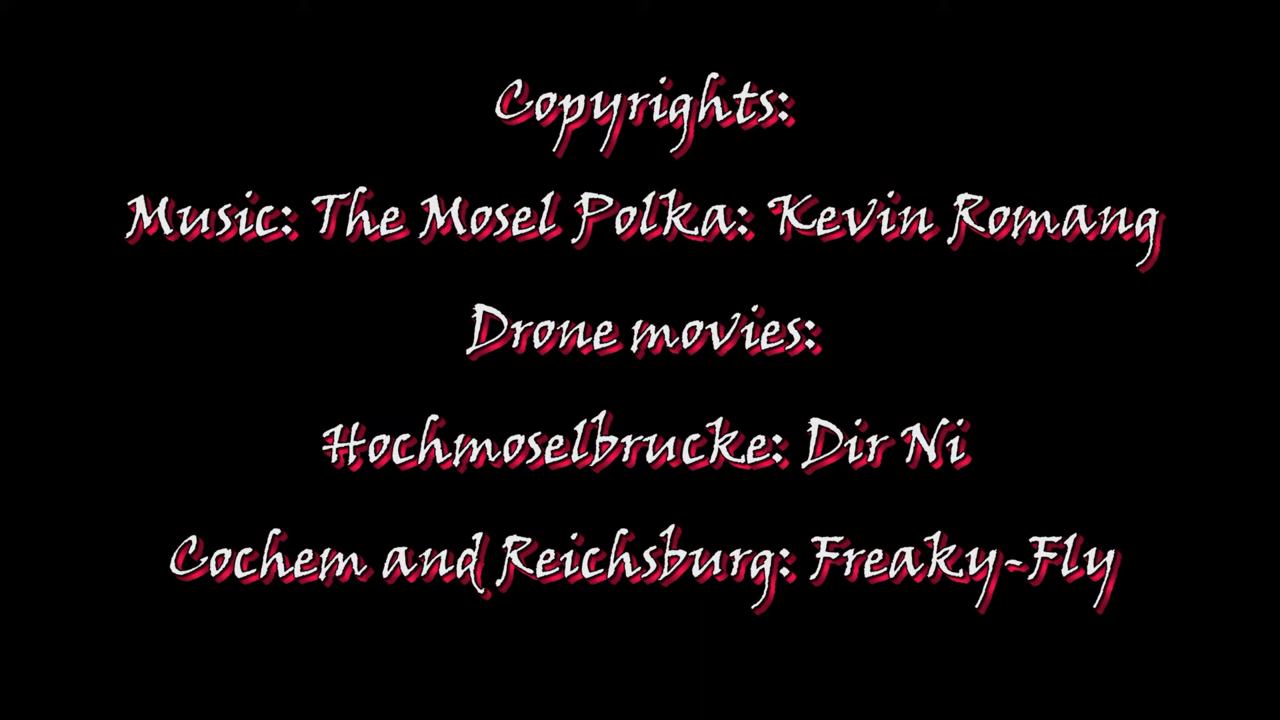 Copyrights:
Music: The Mosel Polka: Kevin Romang
Drone movies:
Hochmoselbrucke: Dir Ni
Cochem and Reichsburg: Freaky-Fly